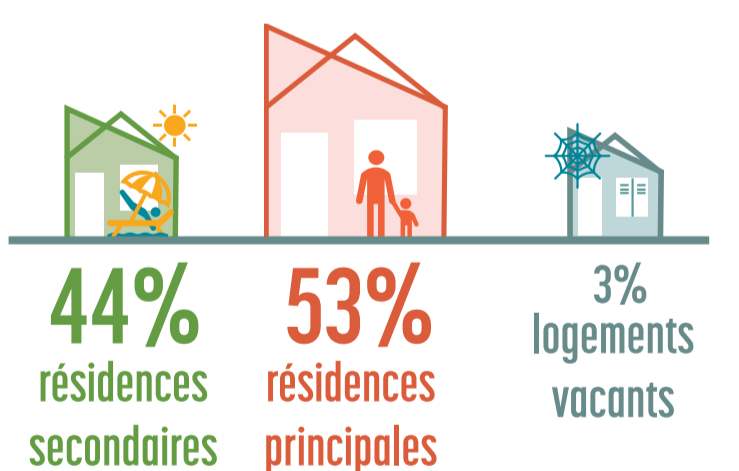 44%
résidences
secondaires
53%
résidences
principales
3%
logements
vacants